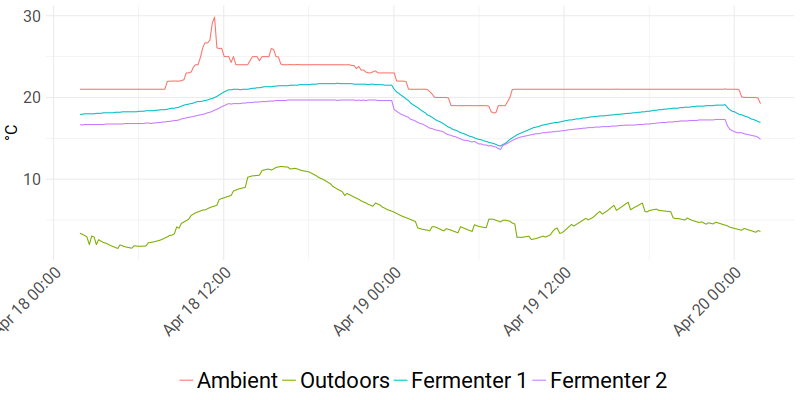 30
20
10
°C
Apr 18 00:00
Apr 18 12:00
Apr 19 00:00
Apr 19 12:00
Apr 20 00:00
Ambient Outdoors Fermenter 1 Fermenter 2